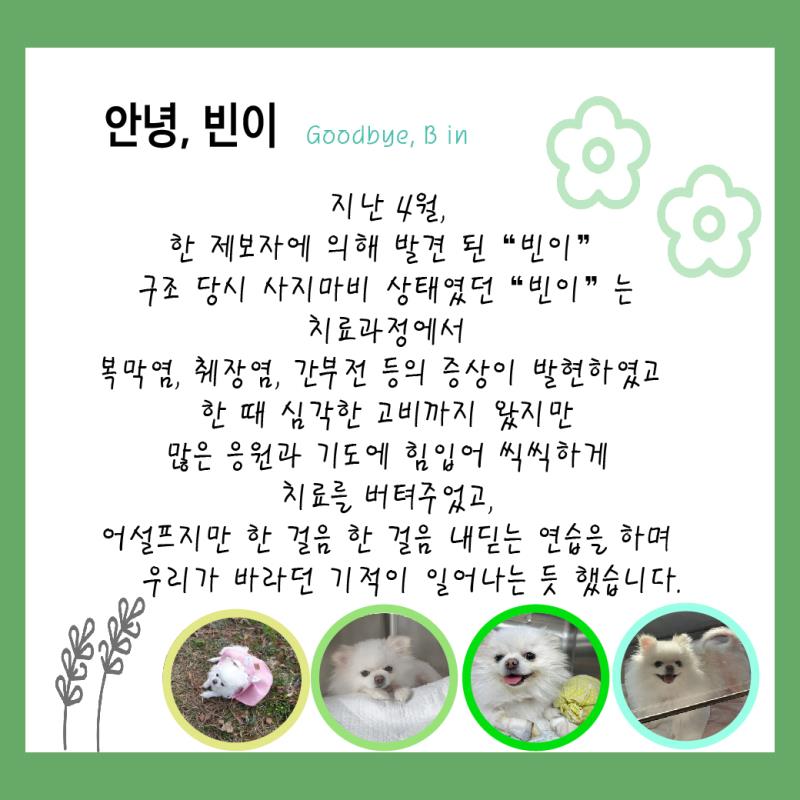 안녕, 빈이 Goodbye, B in
지난 4월,
한 제보자에 의해 발견 된 “빈이”
구조 당시 사지마비 상태였던 “빈이” 는
치료과정에서
복막염, 췌장염, 간부전 등의 증상이 발현하였고
한 때 심각한 고비까지 왔지만
많은 응원과 기도에 힘입어 씩씩하게
치료를 버텨주었고,
어설프지만 한 걸음 한 걸음 내딛는 연습을 하며
우리가 바라던 기적이 일어나는 듯 했습니다.